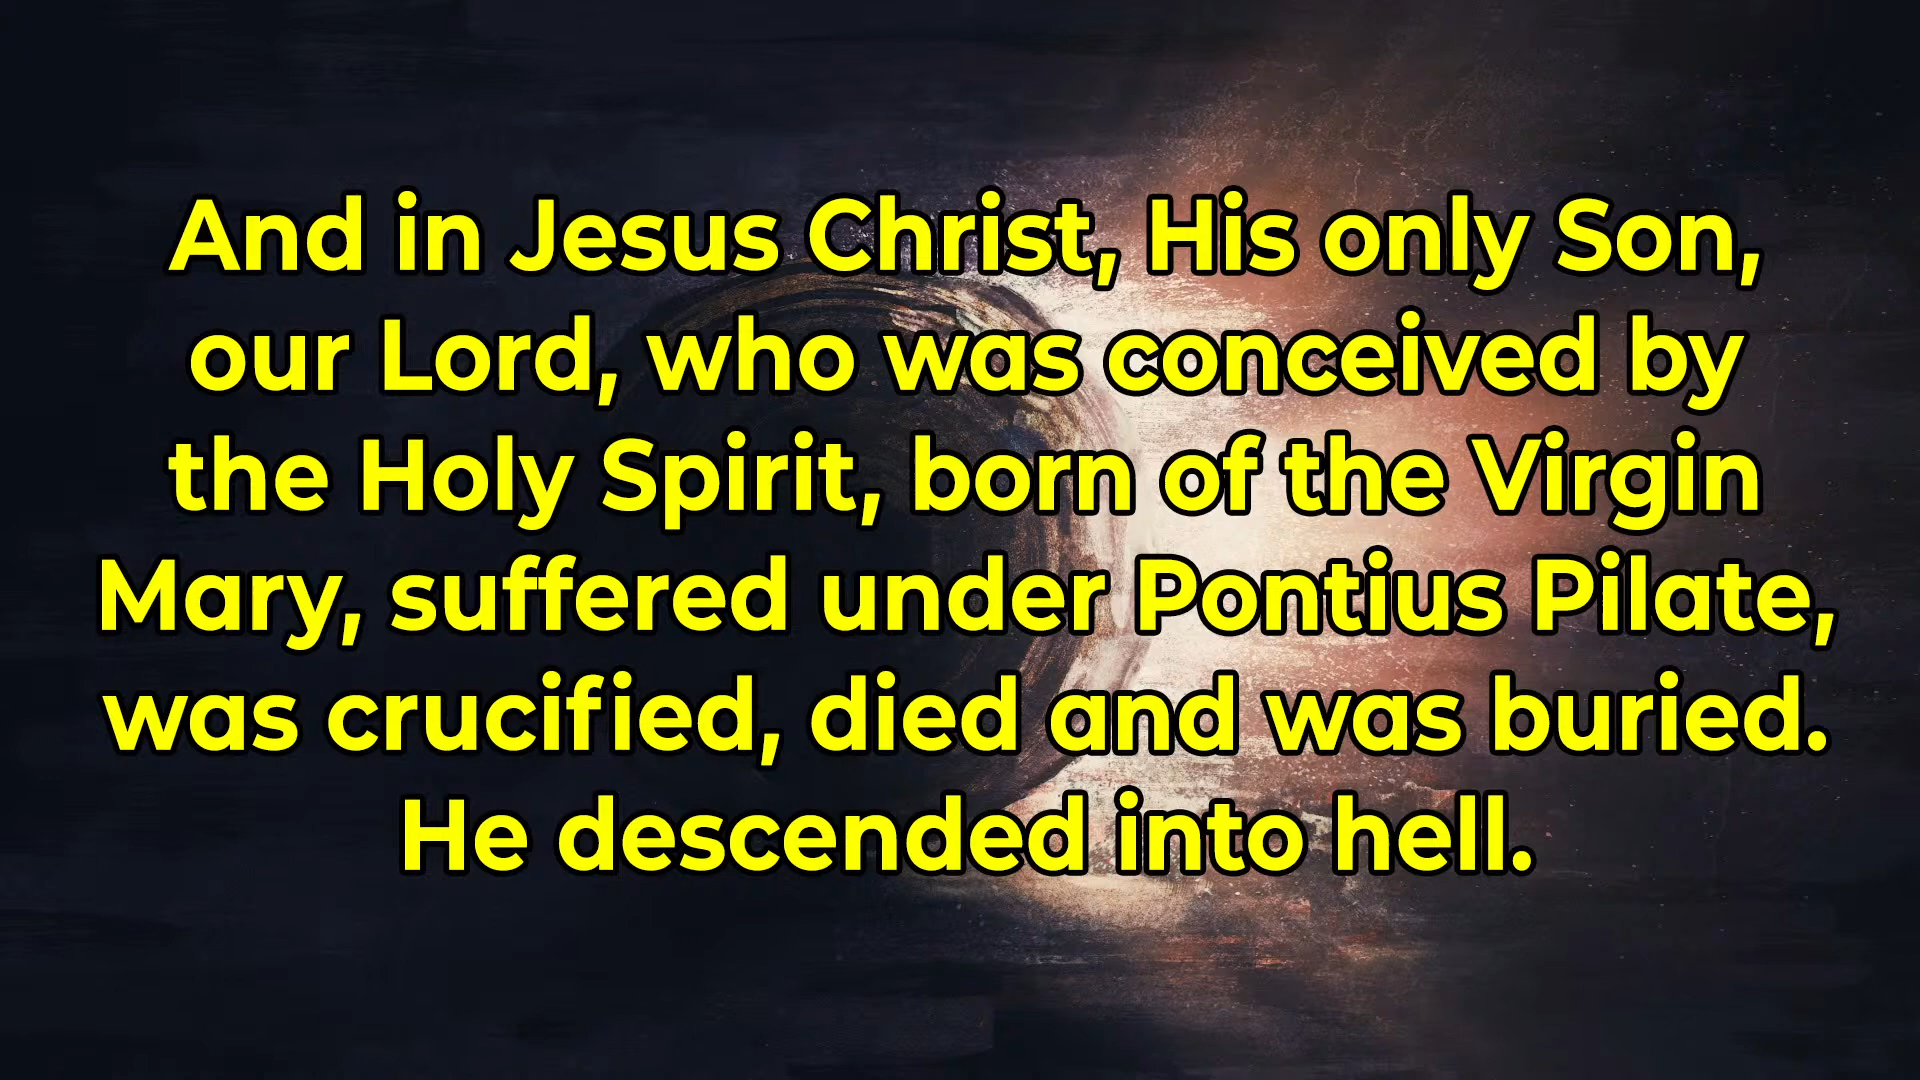 And in Jesus Christ, His only Son,
our Lord, who was conceived by
the Holy Spirit, born of the Virgin
Mary, suffered under Pontius Pilate,
was crucified, died and was buried.
He descended into hell.